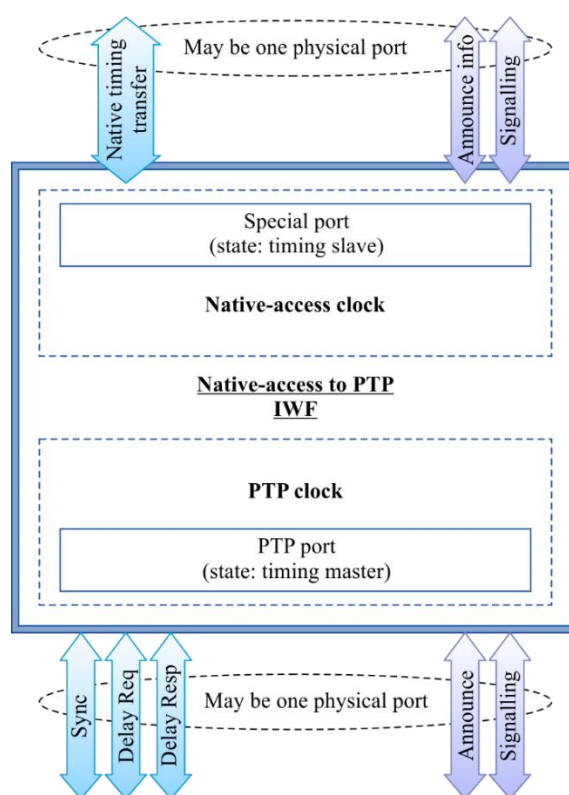 May be one physical port
Native timing
transfer
Announce info
Signalling
Special port
(state: timing slave)
Native-access clock
Native-access to PTP
IWF
PTP clock
PTP port
(state: timing master)
Sync
Delay Req
Delay Resp
May be one physical port
Announce
Signalling